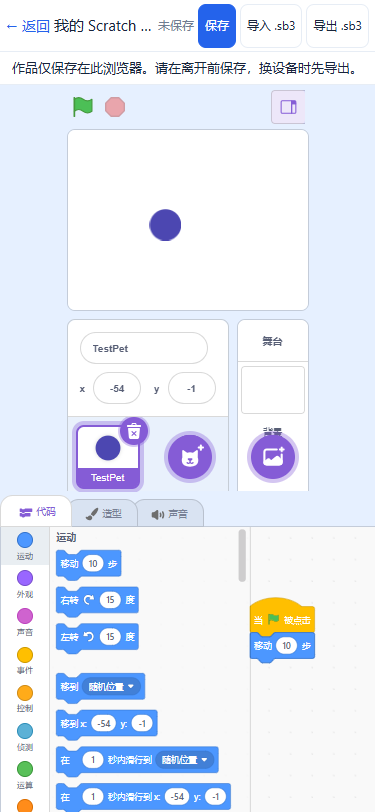 ← 返回 我的 Scratch ... 未保存 保存 导入 .sb3 导出 .sb3
作品仅保存在此浏览器。请在离开前保存，换设备时先导出。
TestPet
x -54 y -1
舞台
背景
TestPet
代码 造型 声音
运动
外观
声音
事件
控制
侦测
运算
运动
移动 10 步
右转 15 度
左转 15 度
移到 随机位置
移到 x: -54 y: -1
在 1 秒内滑行到 随机位置
在 1 秒内滑行到 x: -54 y: -1
当 被点击
移动 10 步